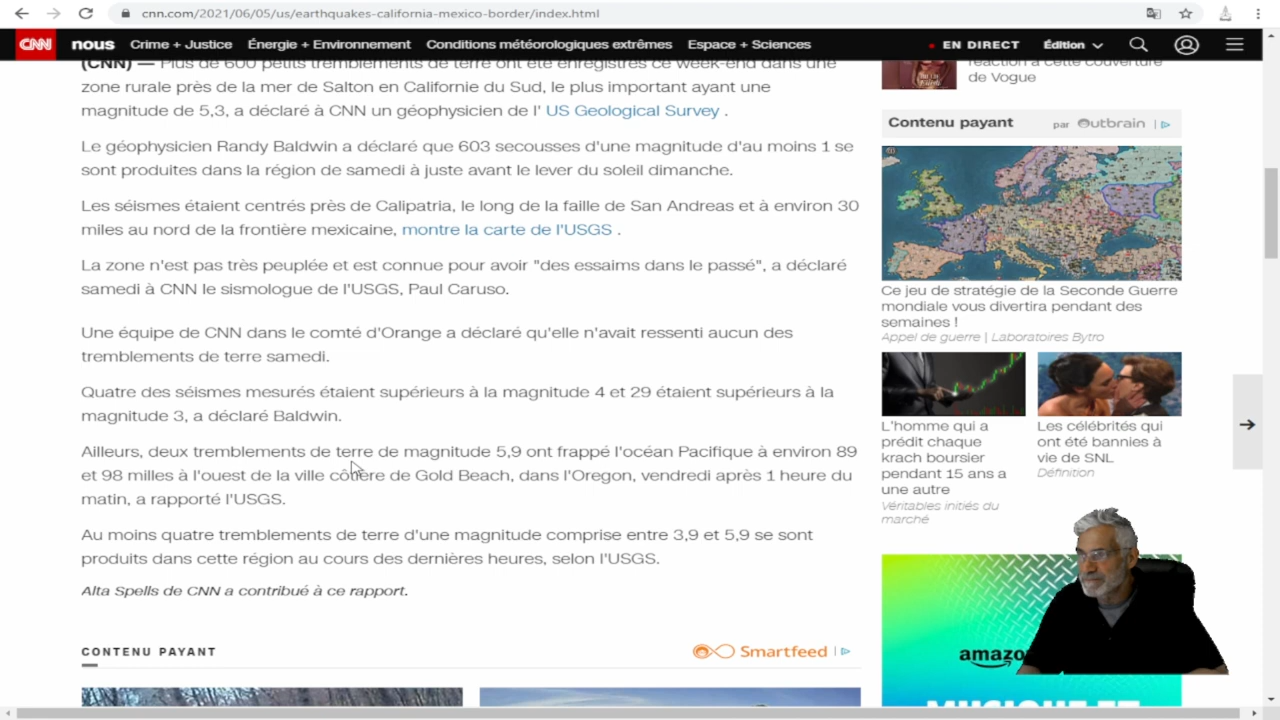 cnn.com/2021/06/05/us/earthquakes-california-mexico-border/index.html
CNN nous Crime + Justice Énergie + Environnement Conditions météorologiques extrêmes Espace + Sciences EN DIRECT Édition
(CNN) — Plus de 600 petits tremblements de terre ont été enregistrés ce week-end dans une
zone rurale près de la mer de Salton en Californie du Sud, le plus important ayant une
magnitude de 5,3, a déclaré à CNN un géophysicien de l' US Geological Survey .
Le géophysicien Randy Baldwin a déclaré que 603 secousses d'une magnitude d'au moins 1 se
sont produites dans la région de samedi à juste avant le lever du soleil dimanche.
Les séismes étaient centrés près de Calipatria, le long de la faille de San Andreas et à environ 30
miles au nord de la frontière mexicaine, montre la carte de l'USGS .
La zone n'est pas très peuplée et est connue pour avoir "des essaims dans le passé", a déclaré
samedi à CNN le sismologue de l'USGS, Paul Caruso.
Une équipe de CNN dans le comté d'Orange a déclaré qu'elle n'avait ressenti aucun des
tremblements de terre samedi.
Quatre des séismes mesurés étaient supérieurs à la magnitude 4 et 29 étaient supérieurs à la
magnitude 3, a déclaré Baldwin.
Ailleurs, deux tremblements de terre de magnitude 5,9 ont frappé l'océan Pacifique à environ 89
et 98 milles à l'ouest de la ville côtière de Gold Beach, dans l'Oregon, vendredi après 1 heure du
matin, a rapporté l'USGS.
Au moins quatre tremblements de terre d'une magnitude comprise entre 3,9 et 5,9 se sont
produits dans cette région au cours des dernières heures, selon l'USGS.
Alta Spells de CNN a contribué à ce rapport.
CONTENU PAYANT
Smartfeed
réaction à cette couverture
de Vogue
Contenu payant par Outbrain
Ce jeu de stratégie de la Seconde Guerre
mondiale vous divertira pendant des
semaines !
Appel de guerre | Laboratoires Bytro
L'homme qui a
prédit chaque
krach boursier
pendant 15 ans a
une autre
Véritables initiés du
marché
Les célébrités qui
ont été bannies à
vie de SNL
Définition
MUSIQUE ET